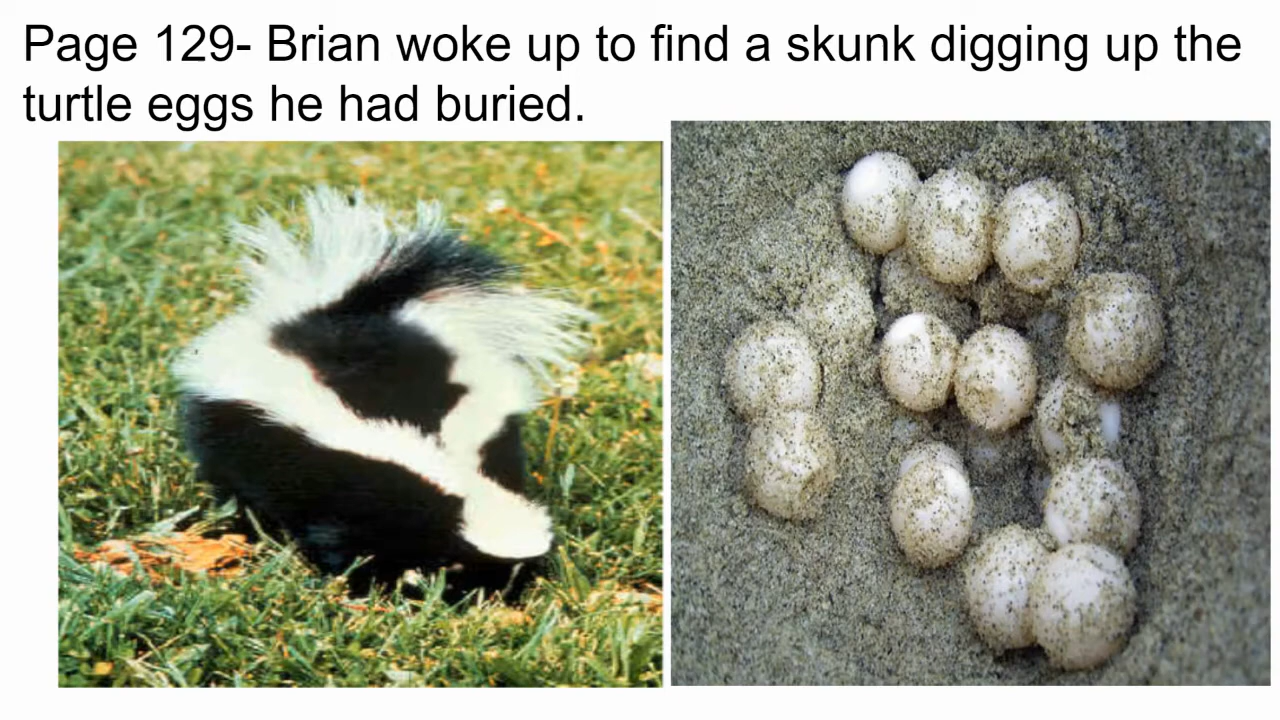 Page 129- Brian woke up to find a skunk digging up the
turtle eggs he had buried.